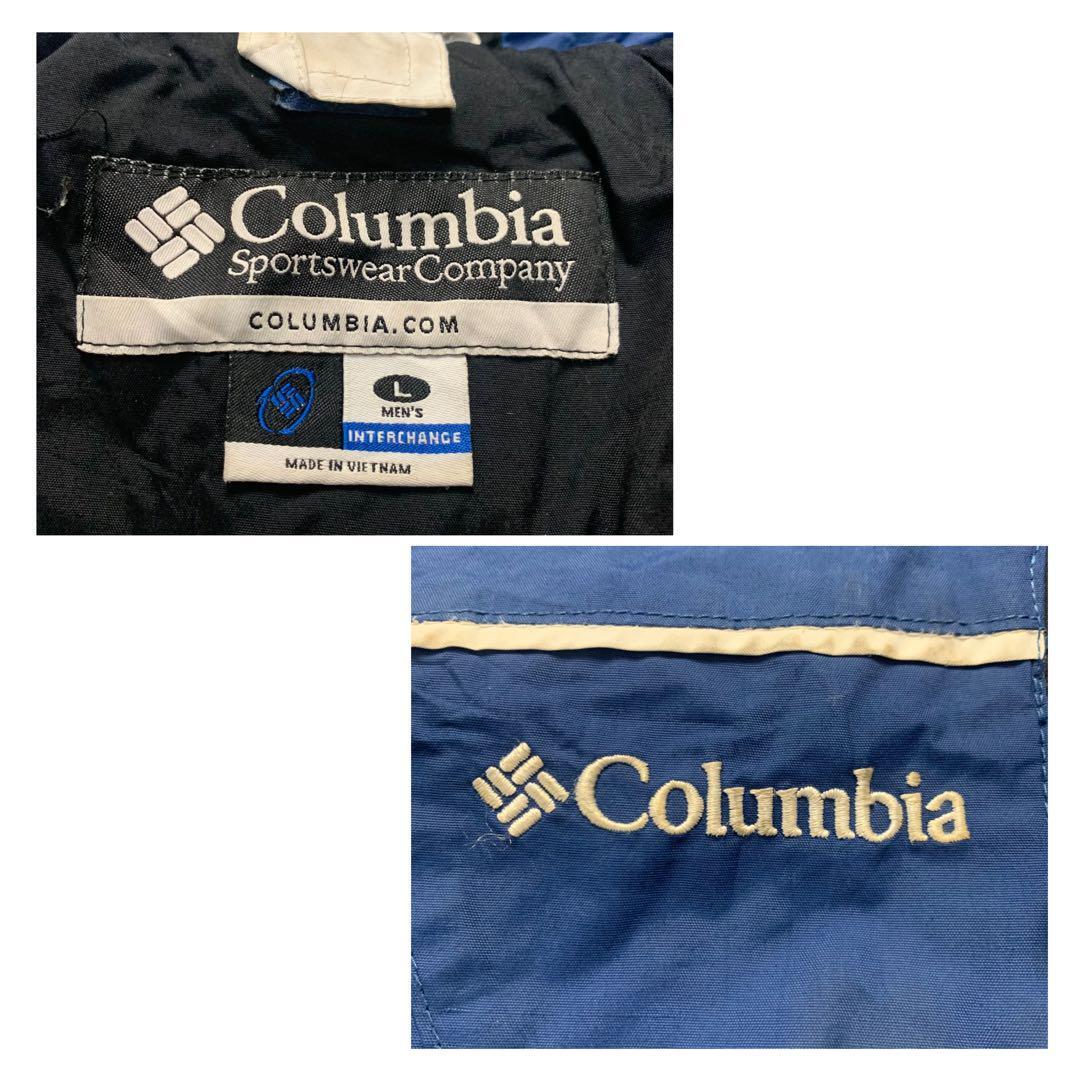 Columbia
Sportswear Company
COLUMBIA.COM
L
MEN'S
INTERCHANGE
MADE IN VIETNAM
Columbia